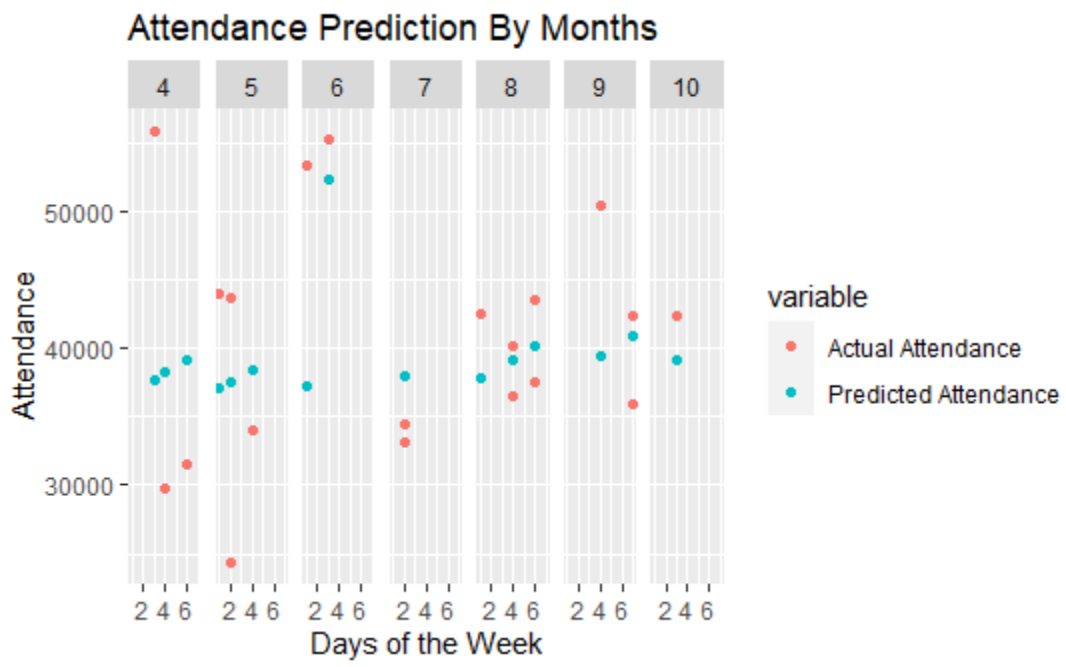 Attendance Prediction By Months
4 5 6 7 8 9 10
50000
40000
30000
Attendance
2 4 6 2 4 6 2 4 6 2 4 6 2 4 6 2 4 6 2 4 6
Days of the Week
variable
Actual Attendance
Predicted Attendance